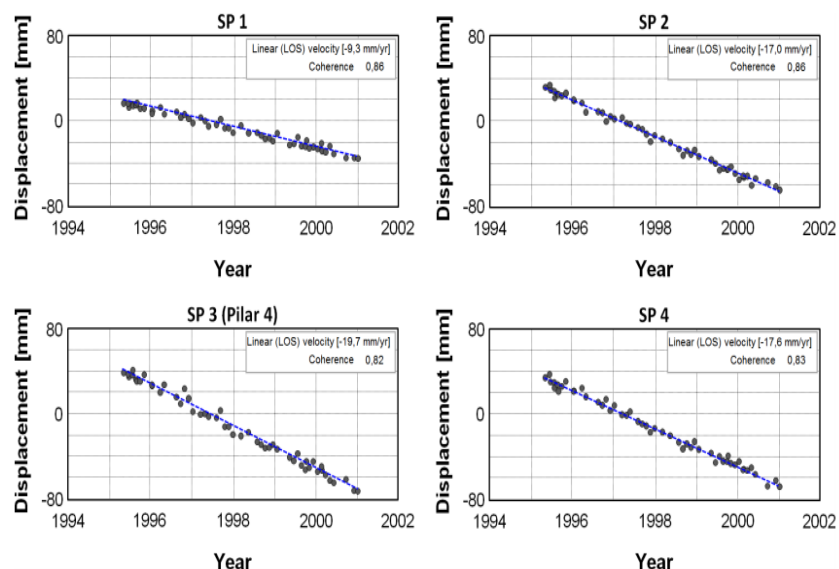 SP 1
Displacement [mm]
80
0
-80
Linear (LOS) velocity [-9,3 mm/yr]
Coherence 0,86
1994 1996 1998 2000 2002
Year
SP 2
Displacement [mm]
80
0
-80
Linear (LOS) velocity [-17,0 mm/yr]
Coherence 0,86
1994 1996 1998 2000 2002
Year
SP 3 (Pilar 4)
Displacement [mm]
80
0
-80
Linear (LOS) velocity [-19,7 mm/yr]
Coherence 0,82
1994 1996 1998 2000 2002
Year
SP 4
Displacement [mm]
80
0
-80
Linear (LOS) velocity [-17,6 mm/yr]
Coherence 0,83
1994 1996 1998 2000 2002
Year